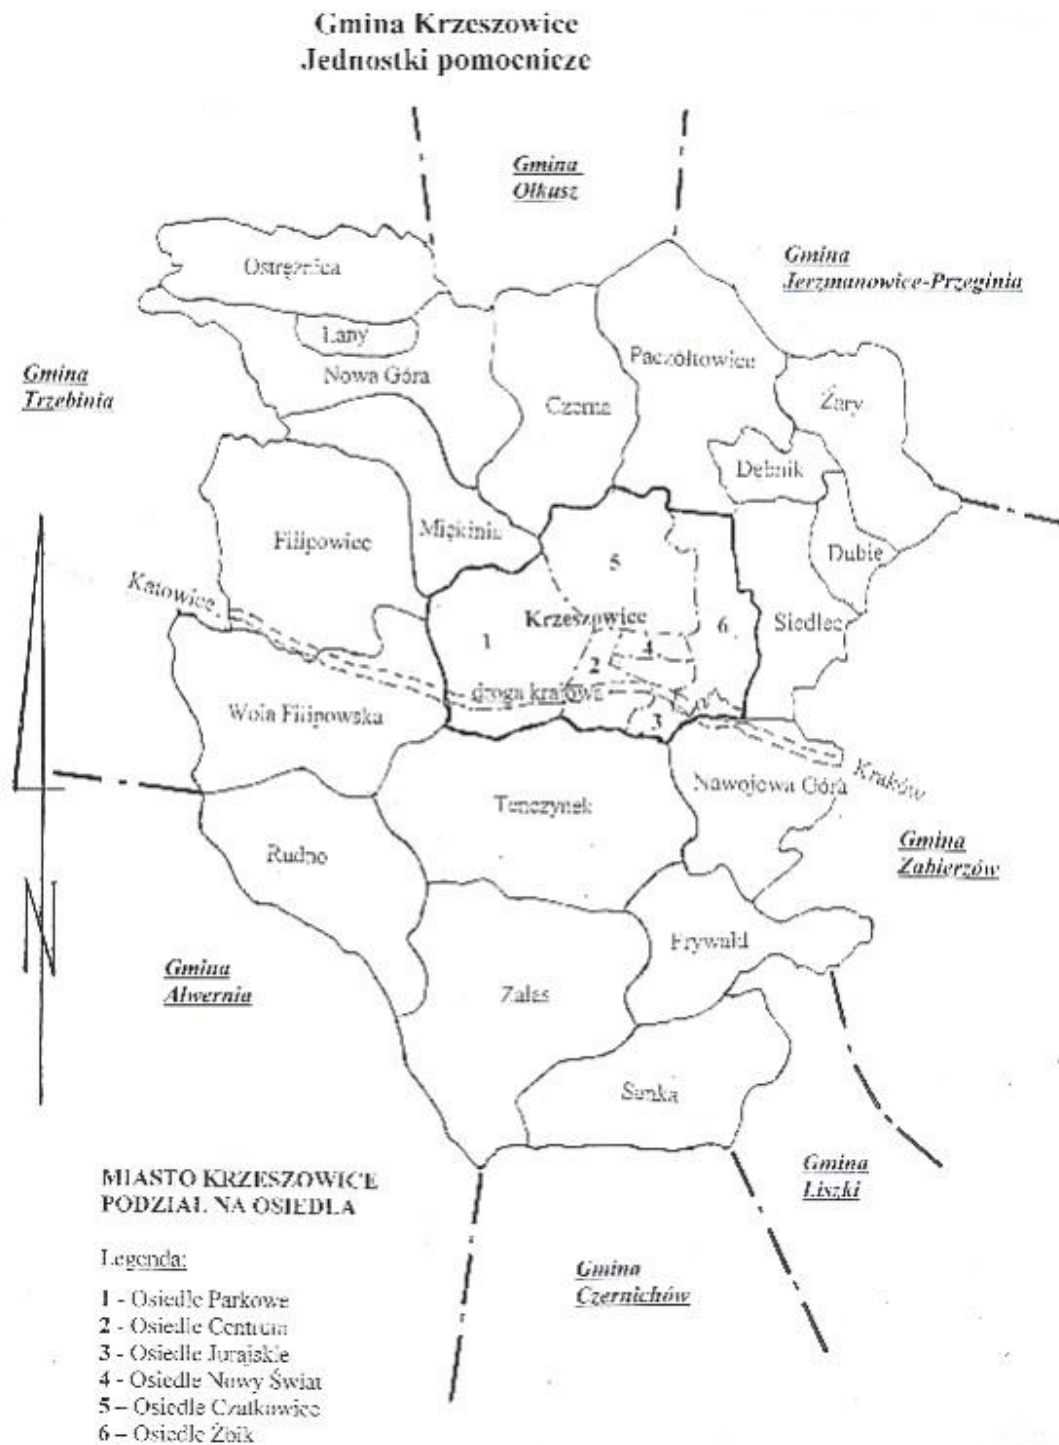 Gmina Krzeszowice
Jednostki pomocnicze
Gmina
Olkusz
Gmina
Jerzmanowice-Przeginia
Ostrężnica
Łany
Nowa Góra
Paczółtowice
Gmina
Trzebinia
Czerna
Żary
Dębnik
Miękinia
Filipowice
Dubie
5
Katowice
Krzeszowice
6
Siedlec
1
4
2
droga krajowa
Wola Filipowska
3
Nawojowa Góra
Kraków
Tenczynek
Rudno
Gmina
Zabierzów
Frywałd
Gmina
Alwernia
Zalas
N
Sanka
Gmina
Liszki
Gmina
Czernichów
MIASTO KRZESZOWICE
PODZIAŁ NA OSIEDLA
Legenda:
1 - Osiedle Parkowe
2 - Osiedle Centrum
3 - Osiedle Jurajskie
4 - Osiedle Nowy Świat
5 – Osiedle Czatkowice
6 – Osiedle Żbik